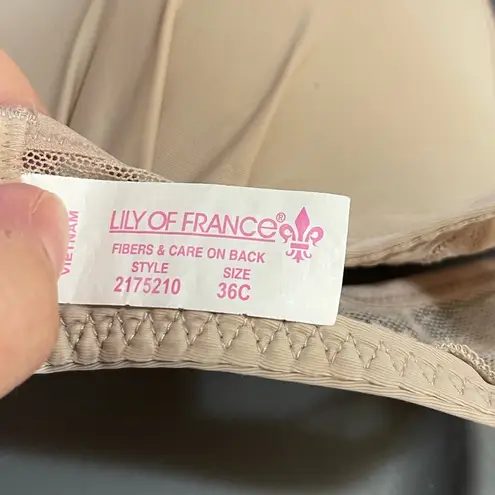 VIETNAM
LILY OF FRANCE®
FIBERS & CARE ON BACK
STYLE SIZE
2175210 36C